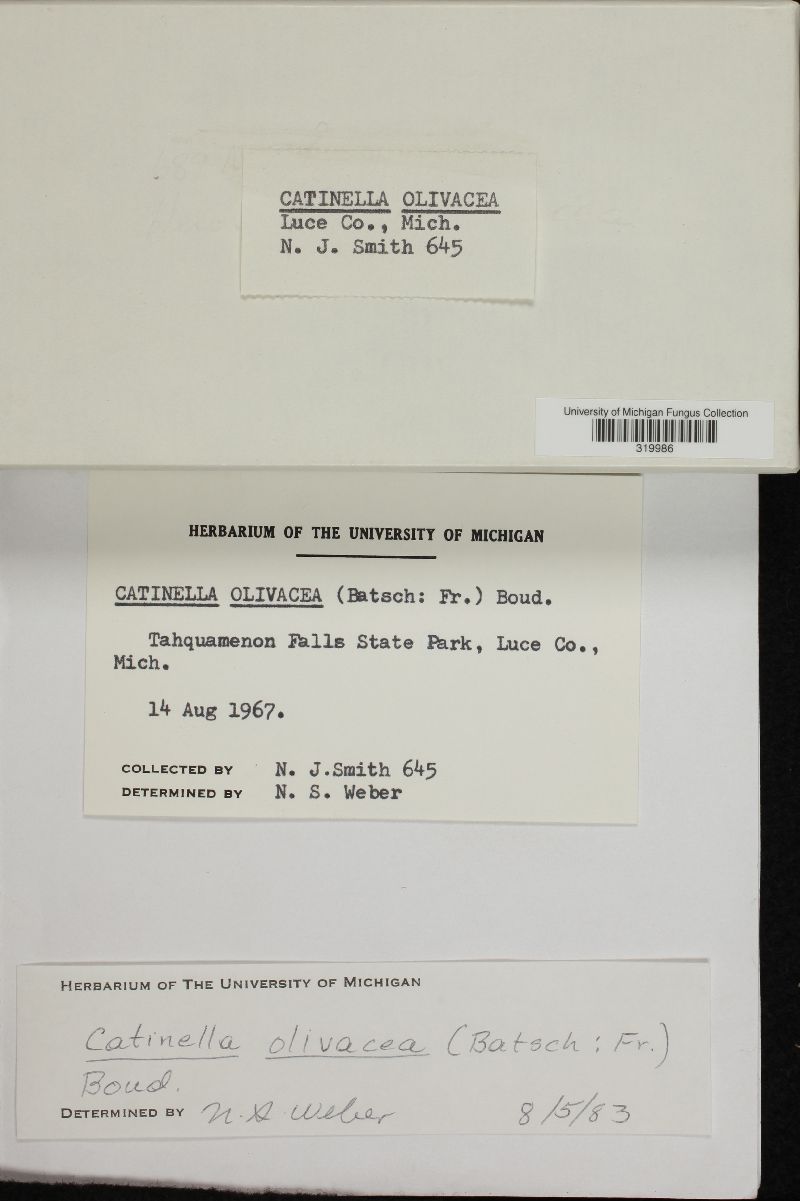 CATINELLA OLIVACEA
Luce Co., Mich.
N. J. Smith 645
University of Michigan Fungus Collection
319986
HERBARIUM OF THE UNIVERSITY OF MICHIGAN
CATINELLA OLIVACEA (Batsch: Fr.) Boud.
Tahquamenon Falls State Park, Luce Co.,
Mich.
14 Aug 1967.
COLLECTED BY N. J.Smith 645
DETERMINED BY N. S. Weber
HERBARIUM OF THE UNIVERSITY OF MICHIGAN
Catinella olivacea (Batsch : Fr.)
Boud.
DETERMINED BY N. S. Weber 8/5/83